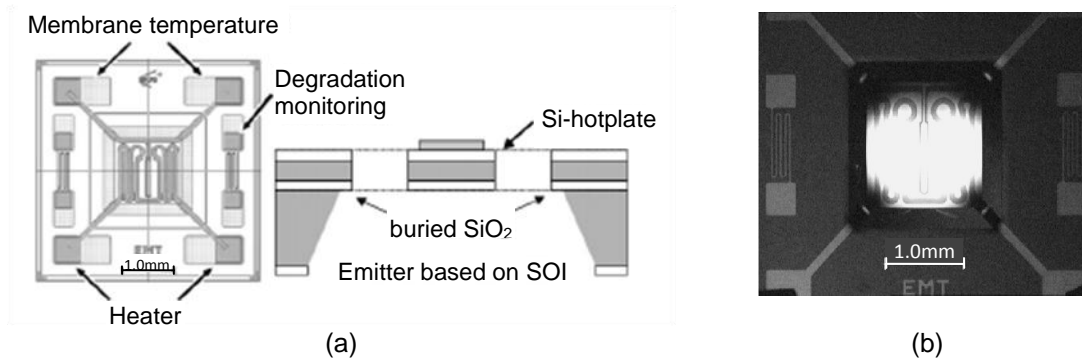 Membrane temperature
Degradation
monitoring
Si-hotplate
buried SiO₂
EMT
1.0mm
Emitter based on SOI
Heater
(a)
1.0mm
EMT
(b)